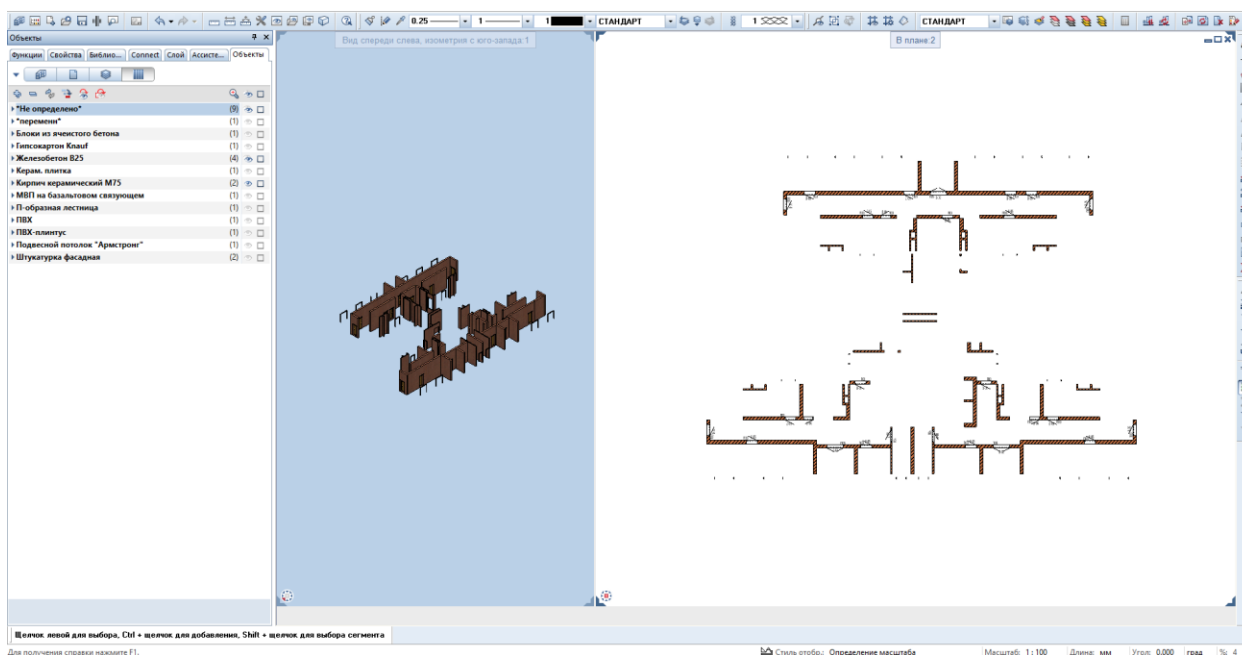 0.25
1
1
СТАНДАРТ
1
СТАНДАРТ
Объекты
Вид спереди слева, изометрия с юго-запада:1
В плане:2
Функции Свойства Библио... Connect Слой Ассисте... Объекты
*Не определено* (9)
*переменн* (1)
Блоки из ячеистого бетона (1)
Гипсокартон Knauf (1)
Железобетон В25 (4)
Керам. плитка (1)
Кирпич керамический М75 (2)
МВП на базальтовом связующем (1)
П-образная лестница (1)
ПВХ (1)
ПВХ-плинтус (1)
Подвесной потолок "Армстронг" (1)
Штукатурка фасадная (2)
Щелчок левой для выбора, Ctrl + щелчок для добавления, Shift + щелчок для выбора сегмента
Для получения справки нажмите F1.
Стиль отобр.: Определение масштаба Масштаб: 1 : 100 Длина: мм Угол: 0.000 град %: 4